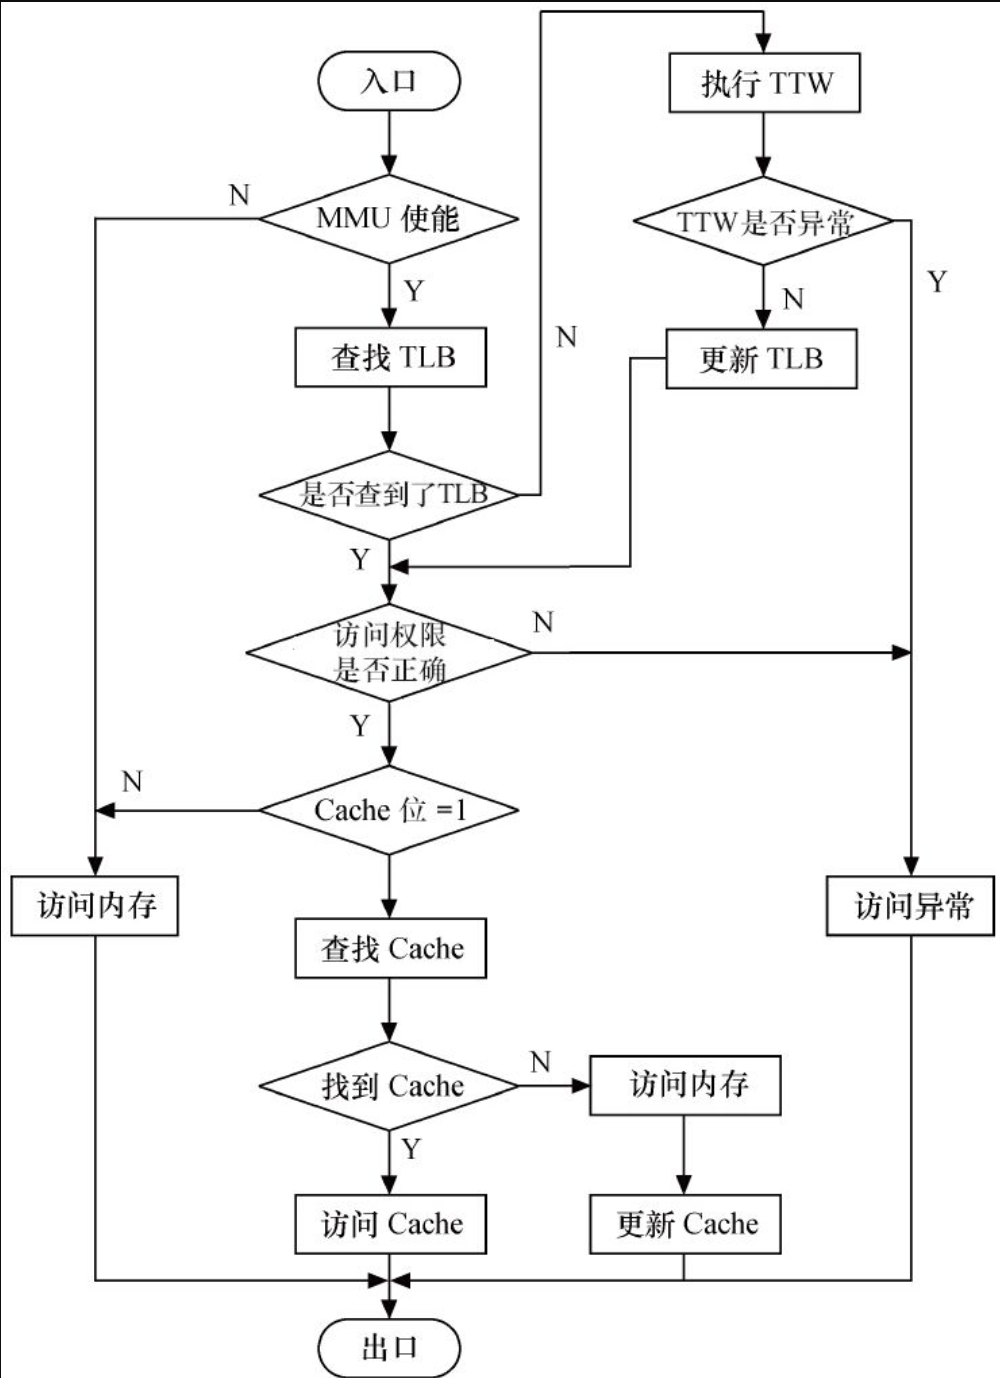 入口
执行 TTW
N
MMU 使能
TTW是否异常
Y
Y
N
查找 TLB
N
更新 TLB
是否查到了TLB
Y
访问权限
是否正确
N
Y
N
Cache 位 =1
访问内存
访问异常
查找 Cache
找到 Cache
N
访问内存
Y
访问 Cache
更新 Cache
出口